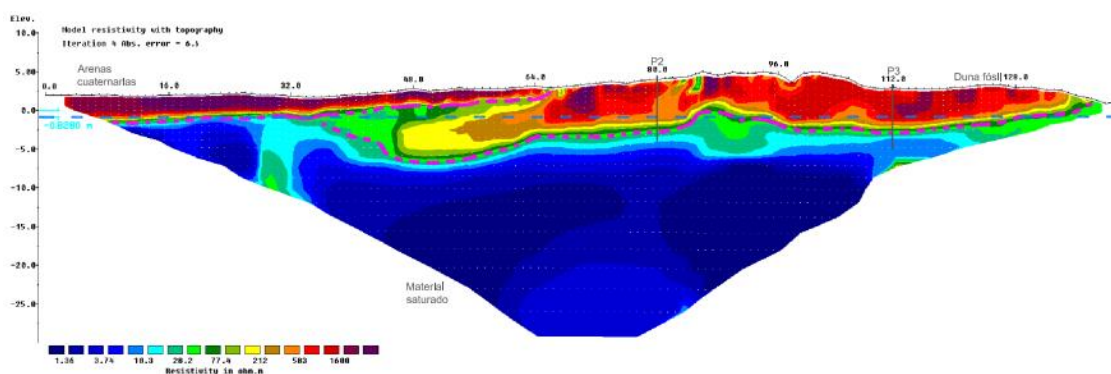 Elev.
10.0
Model resistivity with topography
Iteration 4 Abs. error = 6.5
Arenas
cuaternarias
P2
P3
Duna fósil
5.00
0.0
16.0
32.0
48.0
64.0
80.0
96.0
112.0
128.0
0.0
-0.8200 m
-5.0
-10.0
-15.0
-20.0
-25.0
Material
saturado
1.36
3.74
10.3
28.2
77.4
212
583
1600
Resistivity in ohm.m